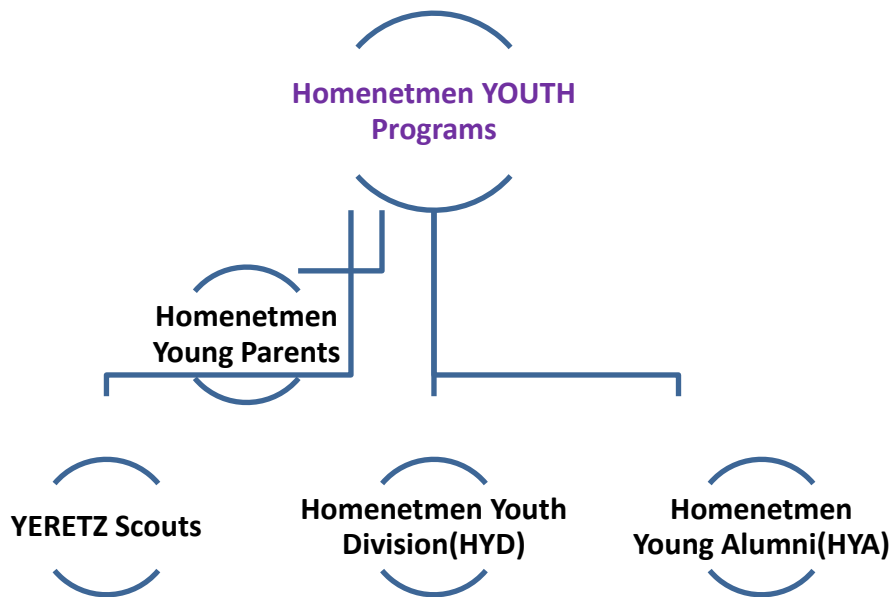 Homenetmen YOUTH
Programs
Homenetmen
Young Parents
YERETZ Scouts
Homenetmen Youth
Division(HYD)
Homenetmen
Young Alumni(HYA)